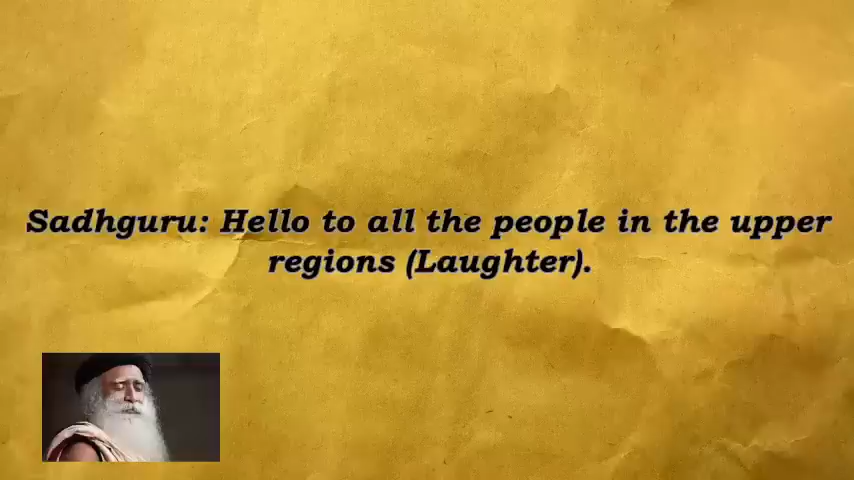 Sadhguru: Hello to all the people in the upper
regions (Laughter).